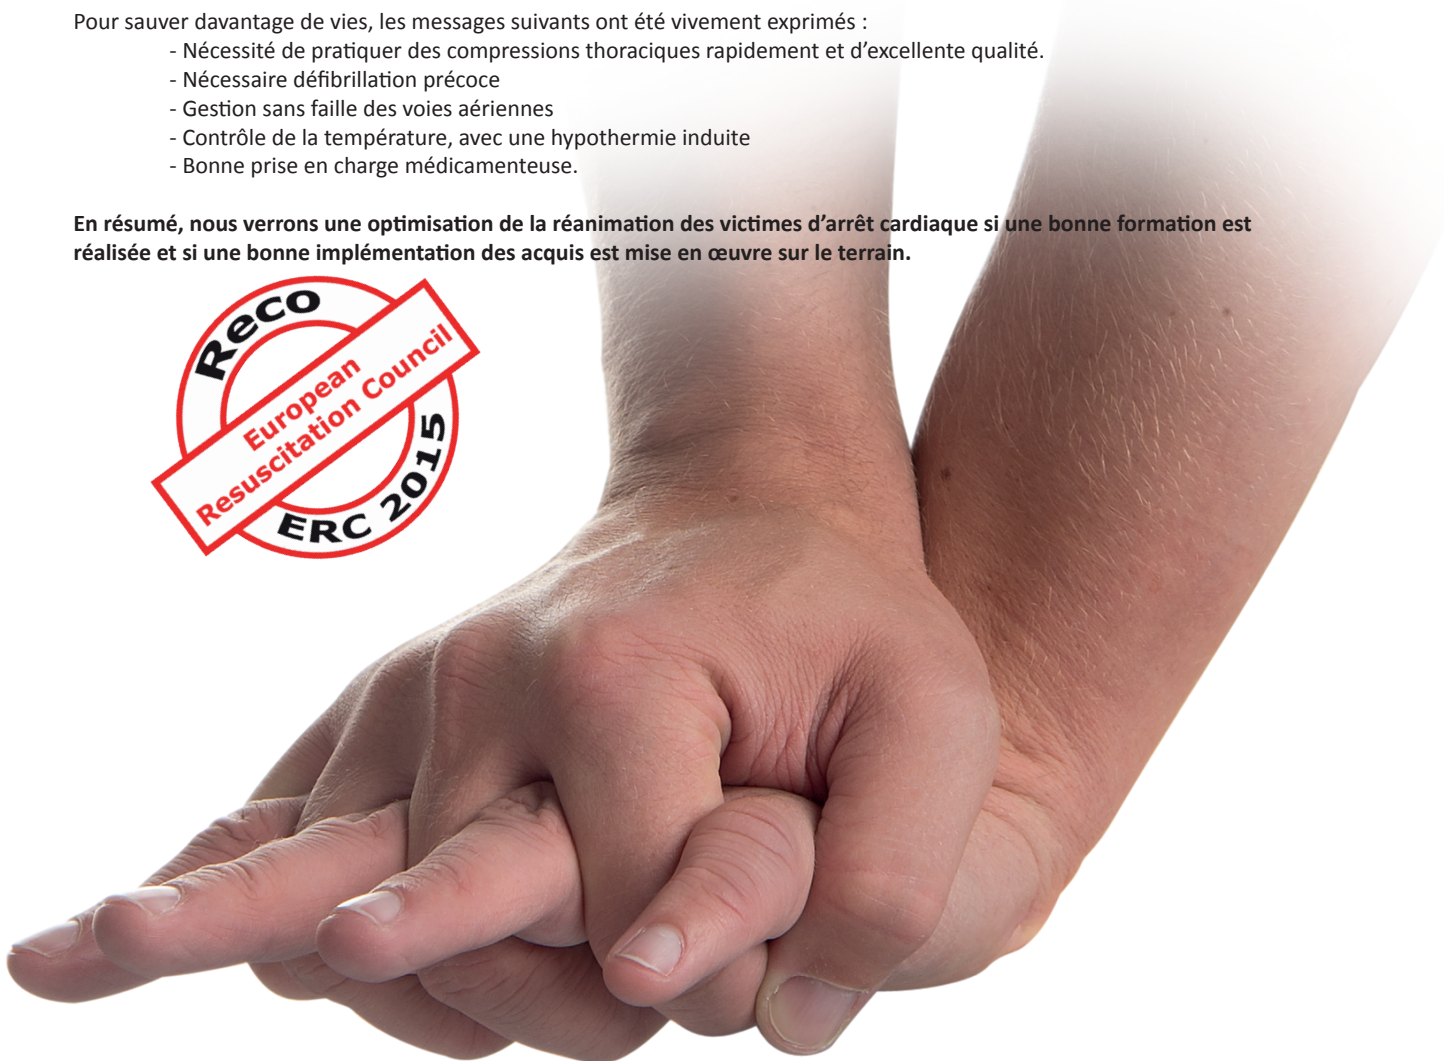 Pour sauver davantage de vies, les messages suivants ont été vivement exprimés :
- Nécessité de pratiquer des compressions thoraciques rapidement et d'excellente qualité.
- Nécessaire défibrillation précoce
- Gestion sans faille des voies aériennes
- Contrôle de la température, avec une hypothermie induite
- Bonne prise en charge médicamenteuse.
En résumé, nous verrons une optimisation de la réanimation des victimes d'arrêt cardiaque si une bonne formation est
réalisée et si une bonne implémentation des acquis est mise en œuvre sur le terrain.
Reco
European
Resuscitation Council
ERC 2015